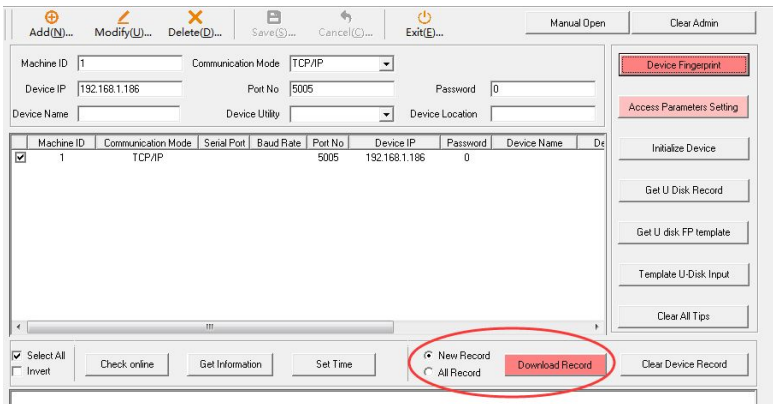 Add(N)... Modify(U)... Delete(D)... Save(S)... Cancel(C)... Exit(E)... Manual Open Clear Admin
Machine ID 1 Communication Mode TCP/IP Device Fingerprint
Device IP 192.168.1.186 Port No 5005 Password 0
Device Name Device Utility Device Location Access Parameters Setting
Machine ID Communication Mode Serial Port Baud Rate Port No Device IP Password Device Name De
1 TCP/IP 5005 192.168.1.186 0
Initialize Device
Get U Disk Record
Get U disk FP template
Template U-Disk Input
Clear All Tips
Select All Check online Get Information Set Time New Record Download Record Clear Device Record
Invert All Record